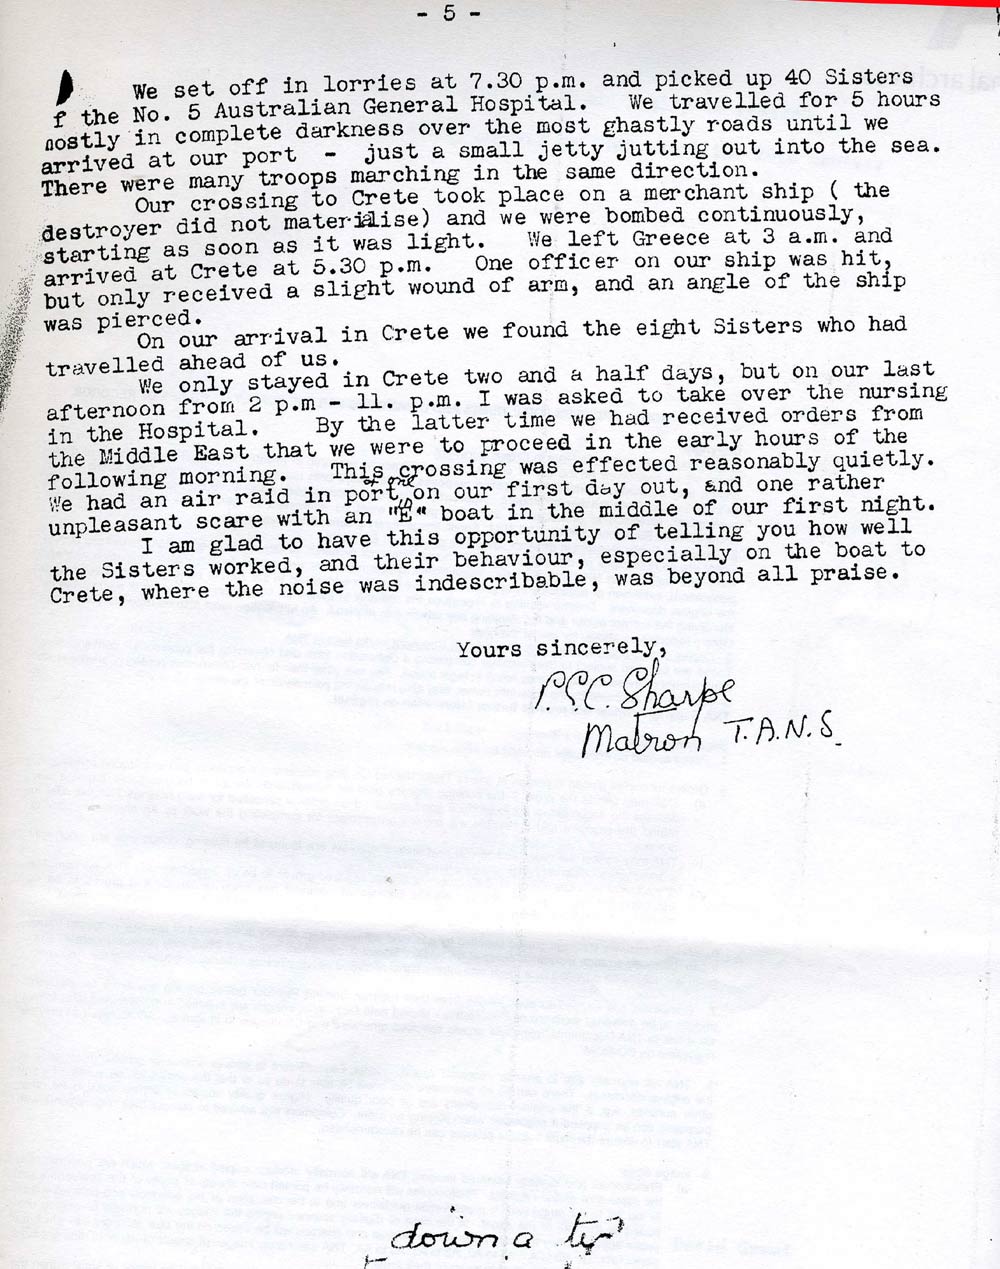 - 5 -
We set off in lorries at 7.30 p.m. and picked up 40 Sisters
f the No. 5 Australian General Hospital. We travelled for 5 hours
mostly in complete darkness over the most ghastly roads until we
arrived at our port - just a small jetty jutting out into the sea.
There were many troops marching in the same direction.
Our crossing to Crete took place on a merchant ship ( the
destroyer did not materialise) and we were bombed continuously,
starting as soon as it was light. We left Greece at 3 a.m. and
arrived at Crete at 5.30 p.m. One officer on our ship was hit,
but only received a slight wound of arm, and an angle of the ship
was pierced.
On our arrival in Crete we found the eight Sisters who had
travelled ahead of us.
We only stayed in Crete two and a half days, but on our last
afternoon from 2 p.m - 11. p.m. I was asked to take over the nursing
in the Hospital. By the latter time we had received orders from
the Middle East that we were to proceed in the early hours of the
following morning. This crossing was effected reasonably quietly.
We had an air raid in port on our first day out, and one rather
unpleasant scare with an "E" boat in the middle of our first night.
I am glad to have this opportunity of telling you how well
the Sisters worked, and their behaviour, especially on the boat to
Crete, where the noise was indescribable, was beyond all praise.
Yours sincerely,
Sharpe
Matron T.A.N.S.
down a